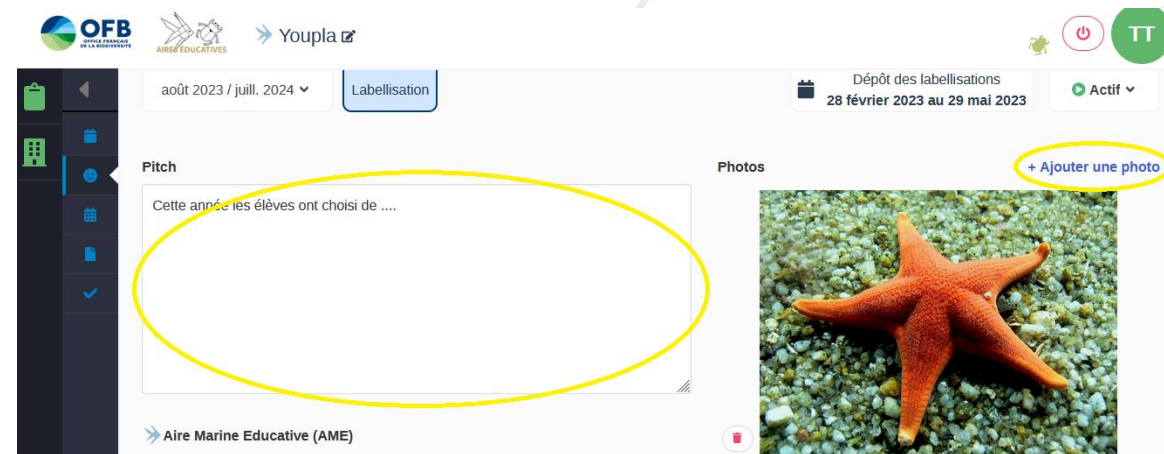 OFB
OFFICE FRANÇAIS
DE LA BIODIVERSITÉ
AIRES EDUCATIVES
Youpla
TT
août 2023 / juill. 2024
Labellisation
Dépôt des labellisations
28 février 2023 au 29 mai 2023
Actif
Pitch
Photos
+ Ajouter une photo
Cette année les élèves ont choisi de ....
Aire Marine Educative (AME)